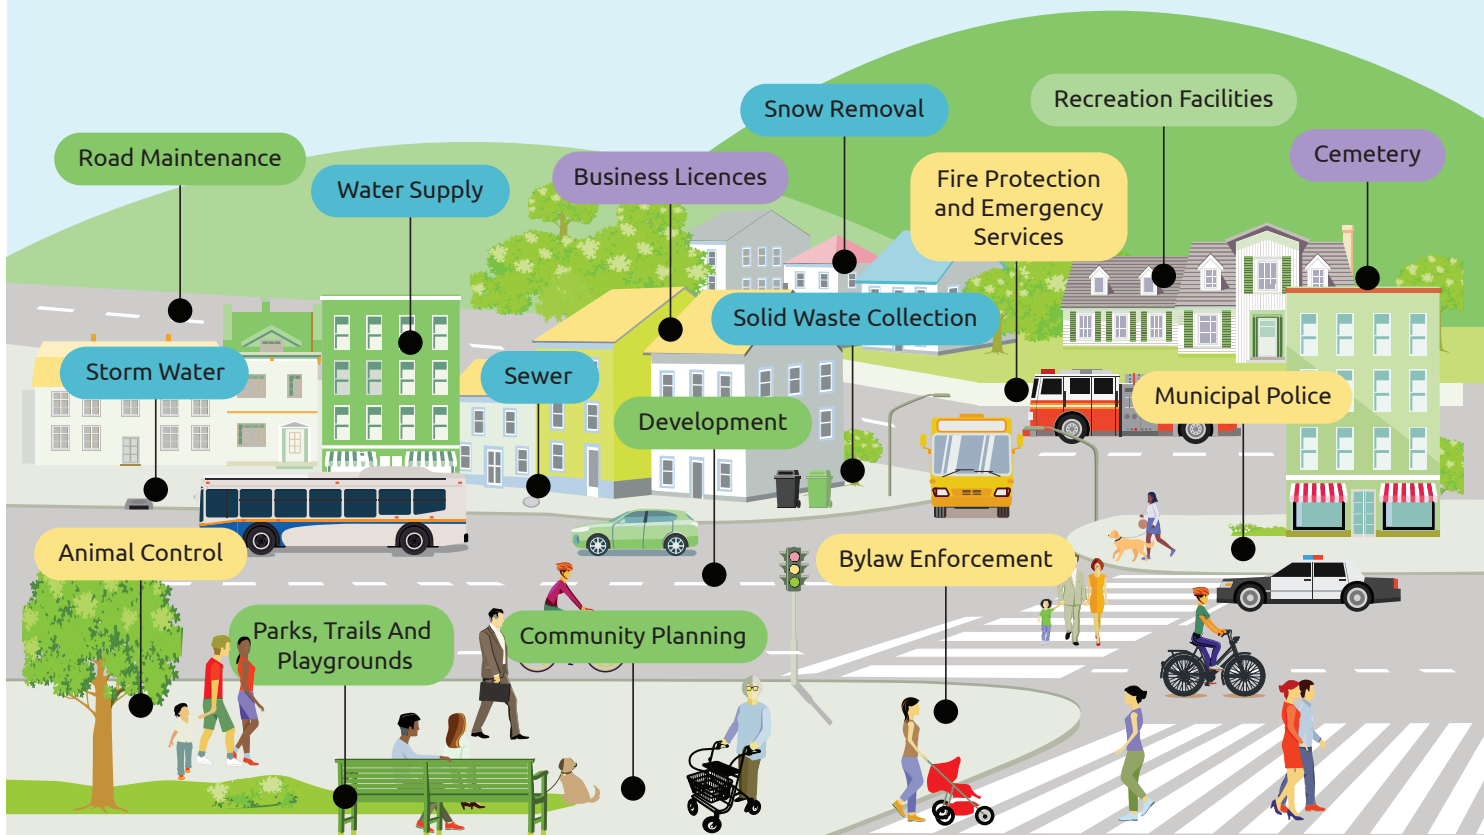 Snow Removal
Recreation Facilities
Road Maintenance
Water Supply
Business Licences
Fire Protection
and Emergency
Services
Cemetery
Solid Waste Collection
Storm Water
Sewer
Development
Municipal Police
Animal Control
Bylaw Enforcement
Parks, Trails And
Playgrounds
Community Planning